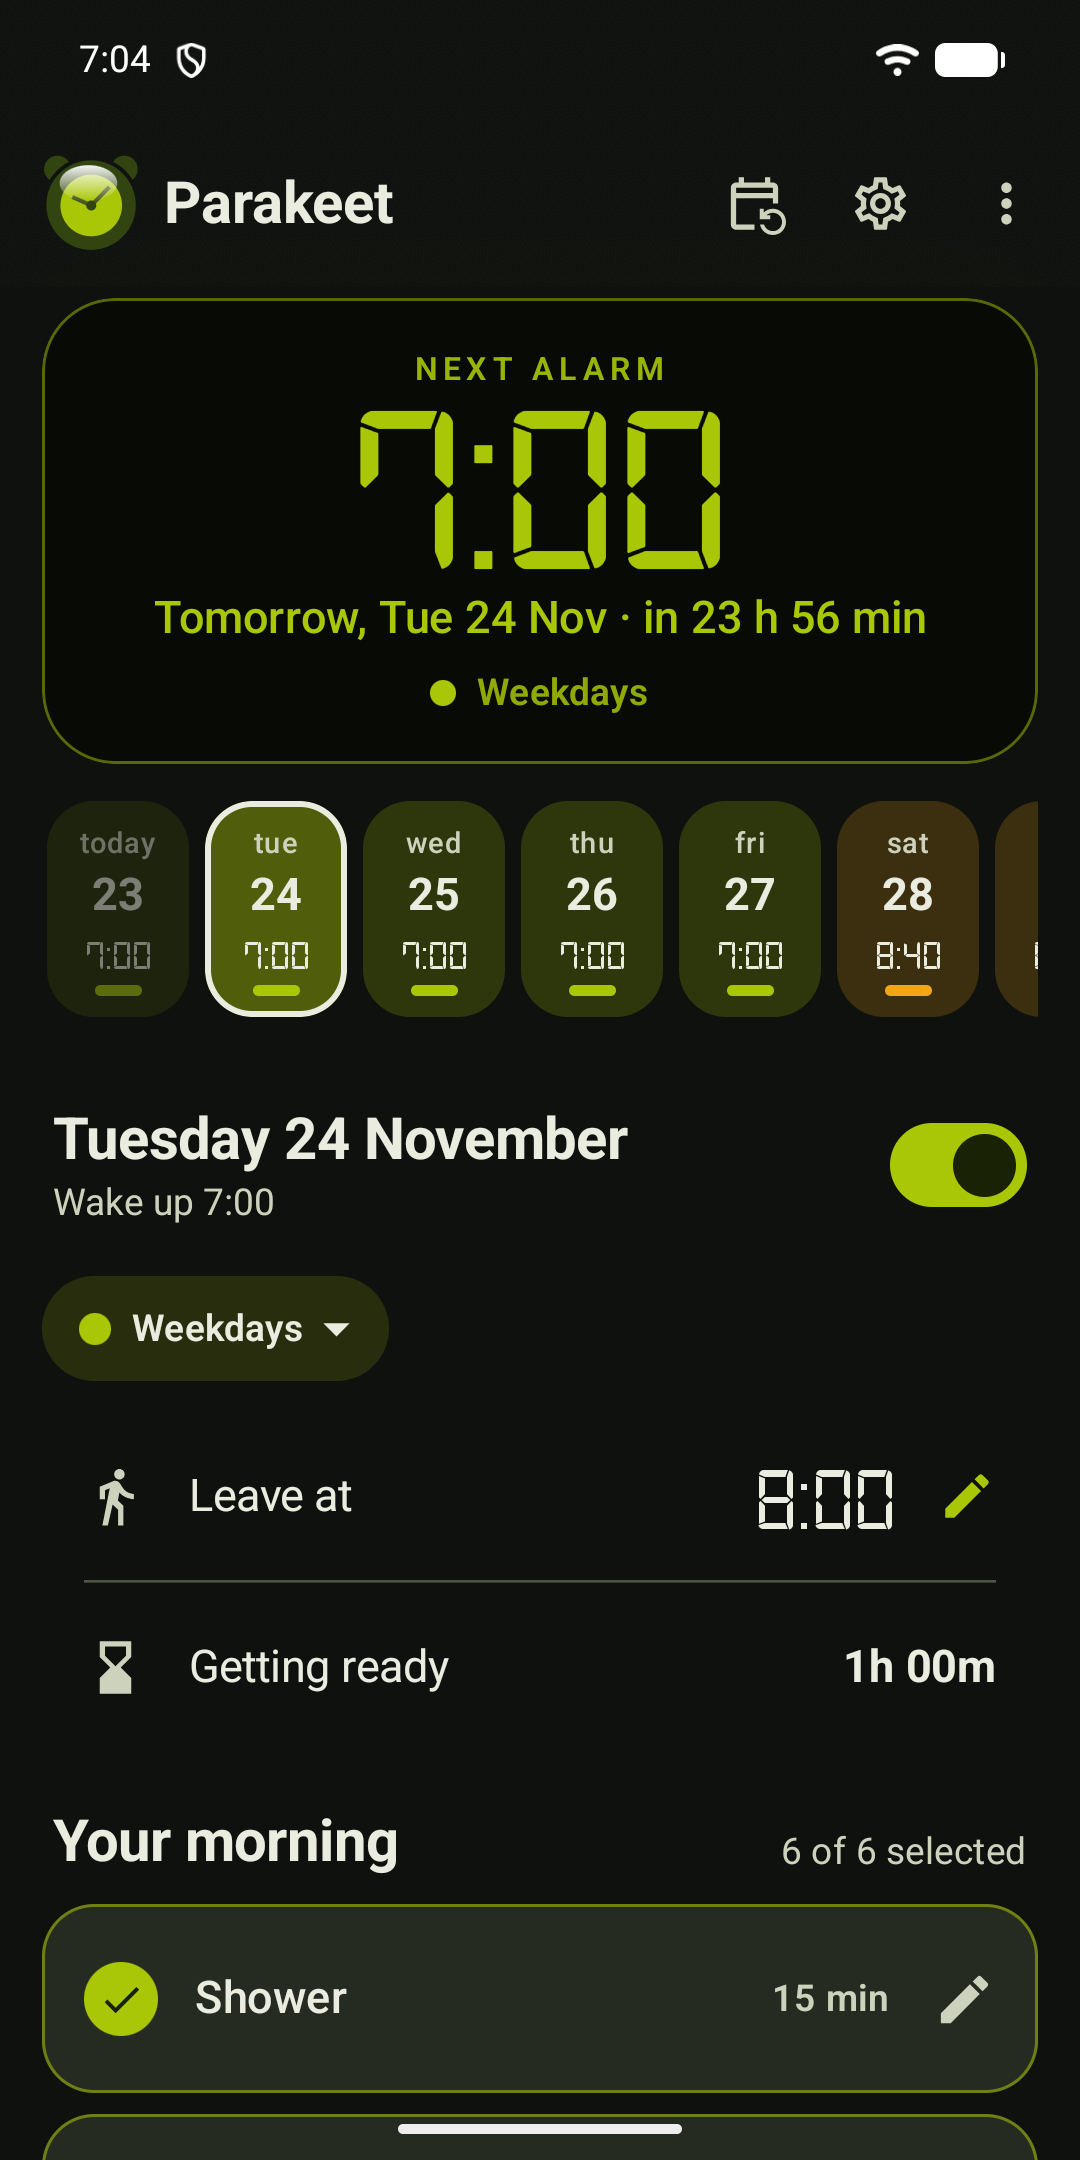 7:04
Parakeet
NEXT ALARM
7:00
Tomorrow, Tue 24 Nov · in 23 h 56 min
Weekdays
today tue wed thu fri sat
23 24 25 26 27 28
7:00 7:00 7:00 7:00 7:00 8:40
Tuesday 24 November
Wake up 7:00
Weekdays
Leave at 8:00
Getting ready 1h 00m
Your morning 6 of 6 selected
Shower 15 min